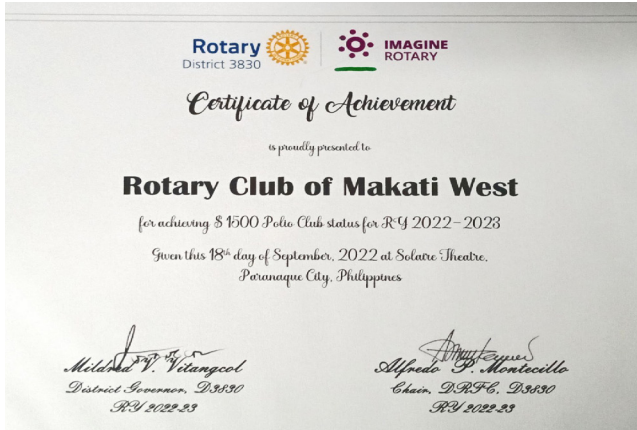 Rotary
District 3830
IMAGINE
ROTARY
Certificate of Achievement
is proudly presented to
Rotary Club of Makati West
for achieving $ 1500 Polio Club status for RY 2022-2023
Given this 18th day of September, 2022 at Solaire Theatre,
Paranaque City, Philippines
Mildred V. Vitangcol
District Governor, D3830
RY 2022-23
Alfredo P. Montecillo
Chair, DRFC, D3830
RY 2022-23